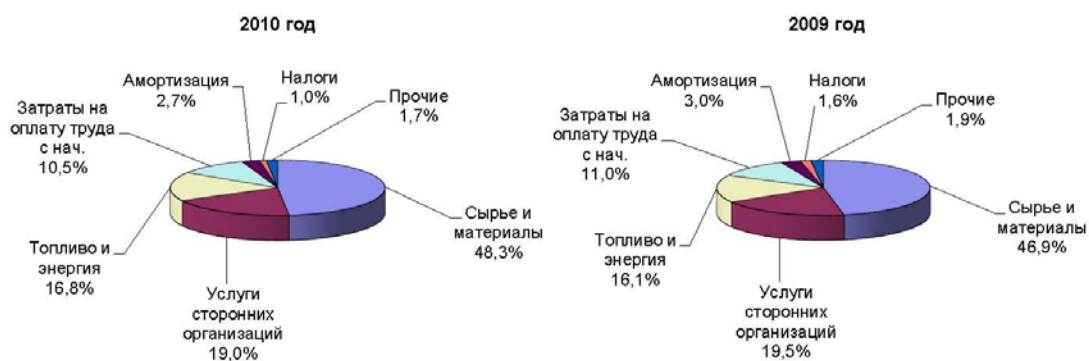 2010 год
Амортизация
2,7%
Налоги
1,0%
Прочие
1,7%
Затраты на
оплату труда
с нач.
10,5%
Сырье и
материалы
48,3%
Топливо и
энергия
16,8%
Услуги
сторонних
организаций
19,0%
2009 год
Амортизация
3,0%
Налоги
1,6%
Прочие
1,9%
Затраты на
оплату труда
с нач.
11,0%
Сырье и
материалы
46,9%
Топливо и
энергия
16,1%
Услуги
сторонних
организаций
19,5%